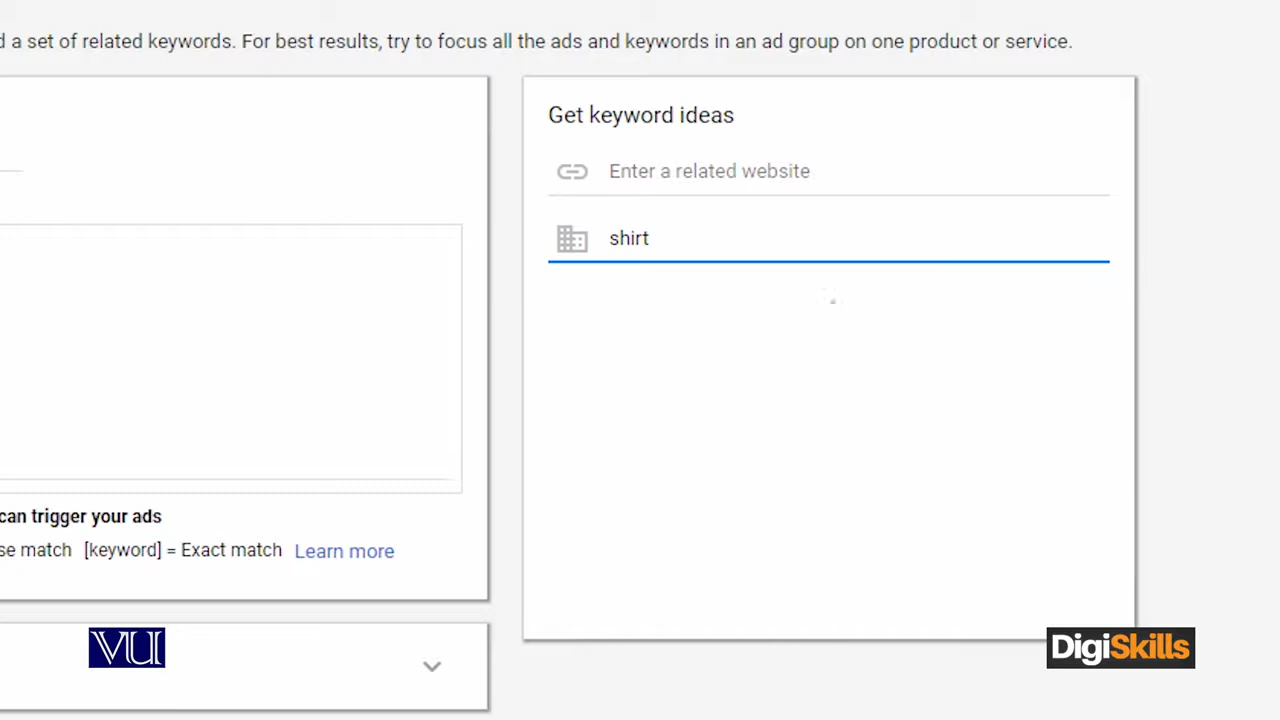 a set of related keywords. For best results, try to focus all the ads and keywords in an ad group on one product or service.
Get keyword ideas
Enter a related website
shirt
can trigger your ads
match [keyword] = Exact match Learn more
VU
DigiSkills